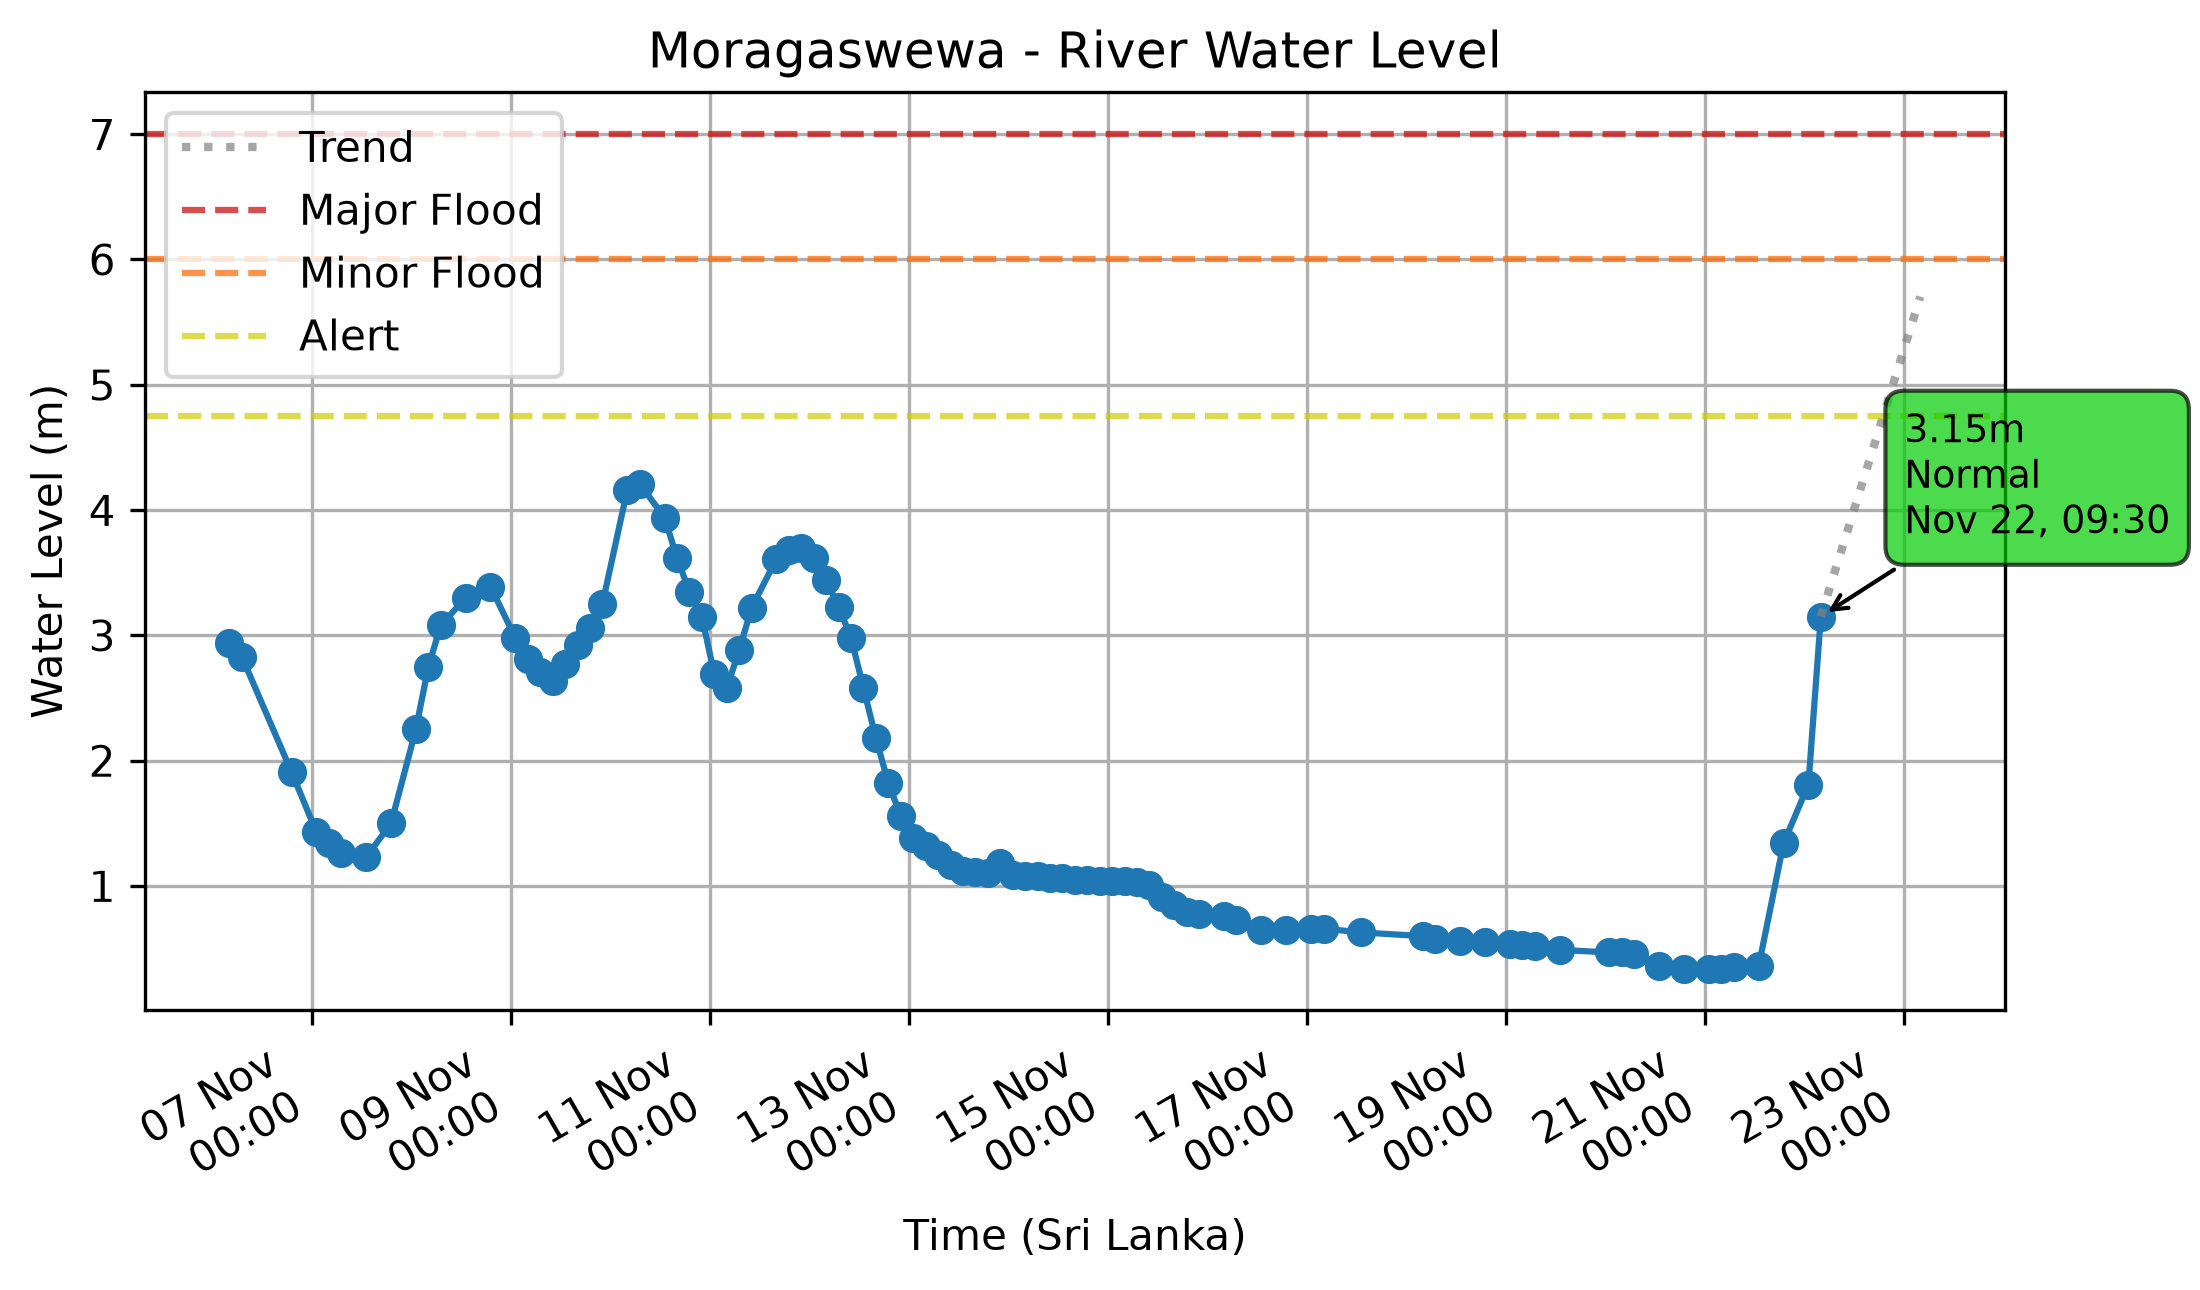 Moragaswewa - River Water Level
Trend
Major Flood
Minor Flood
Alert
Water Level (m)
7
6
5
4
3
2
1
3.15m
Normal
Nov 22, 09:30
07 Nov
00:00
09 Nov
00:00
11 Nov
00:00
13 Nov
00:00
15 Nov
00:00
17 Nov
00:00
19 Nov
00:00
21 Nov
00:00
23 Nov
00:00
Time (Sri Lanka)